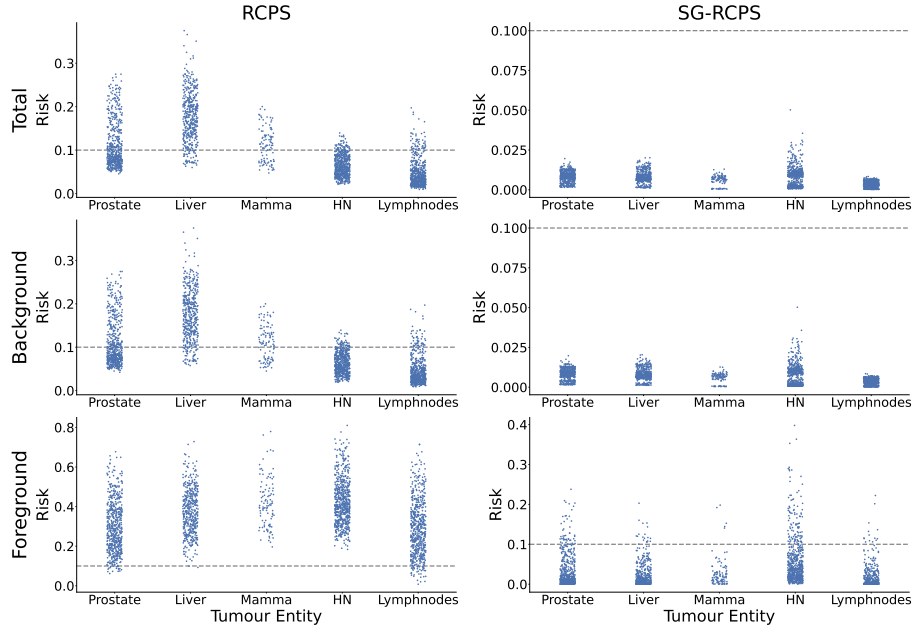 RCPS
SG-RCPS
Total
Risk
0.3
0.2
0.1
0.0
Prostate Liver Mamma HN Lymphnodes
Risk
0.100
0.075
0.050
0.025
0.000
Prostate Liver Mamma HN Lymphnodes
Background
Risk
0.3
0.2
0.1
0.0
Prostate Liver Mamma HN Lymphnodes
Risk
0.100
0.075
0.050
0.025
0.000
Prostate Liver Mamma HN Lymphnodes
Foreground
Risk
0.8
0.6
0.4
0.2
0.0
Prostate Liver Mamma HN Lymphnodes
Tumour Entity
Risk
0.4
0.3
0.2
0.1
0.0
Prostate Liver Mamma HN Lymphnodes
Tumour Entity